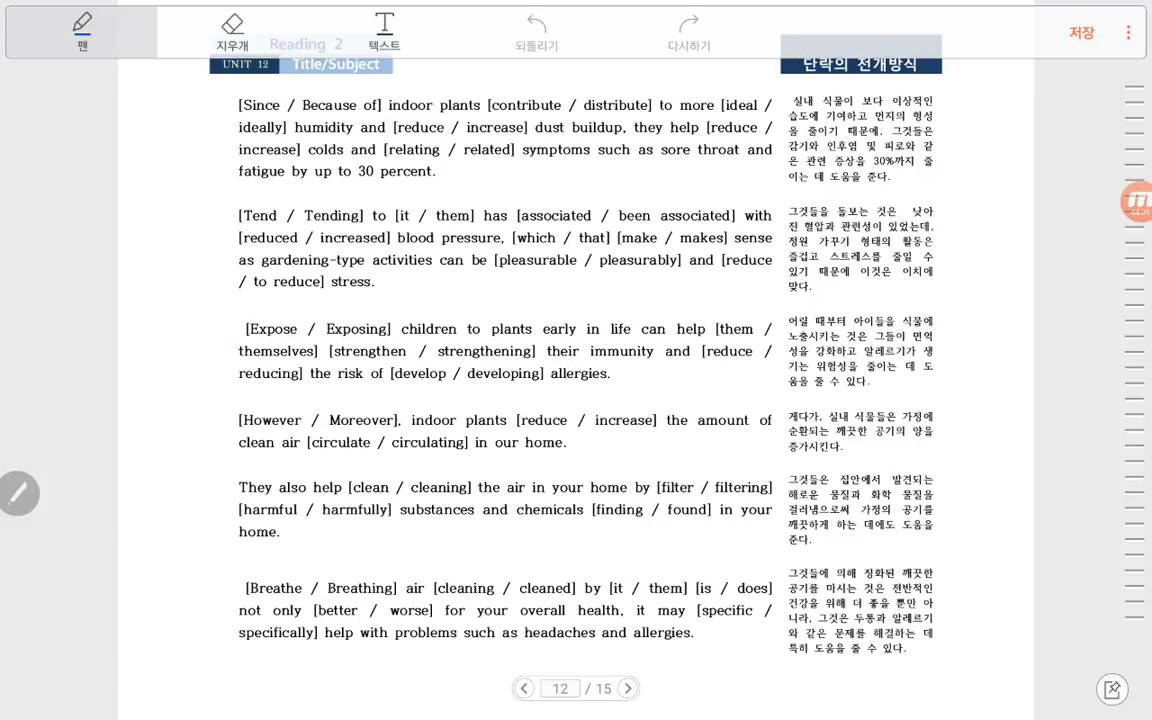 펜
지우개
텍스트
되돌리기
다시하기
저장
Reading 2
UNIT 12
Title/Subject
단락의 전개방식
[Since / Because of] indoor plants [contribute / distribute] to more [ideal /
ideally] humidity and [reduce / increase] dust buildup, they help [reduce /
increase] colds and [relating / related] symptoms such as sore throat and
fatigue by up to 30 percent.
실내 식물이 보다 이상적인
습도에 기여하고 먼지의 형성
을 줄이기 때문에, 그것들은
감기와 인후염 및 피로와 같
은 관련 증상을 30%까지 줄
이는 데 도움을 준다.
[Tend / Tending] to [it / them] has [associated / been associated] with
[reduced / increased] blood pressure, [which / that] [make / makes] sense
as gardening-type activities can be [pleasurable / pleasurably] and [reduce
/ to reduce] stress.
그것들을 돌보는 것은 낮아
진 혈압과 관련성이 있었는데,
정원 가꾸기 형태의 활동은
즐겁고 스트레스를 줄일 수
있기 때문에 이것은 이치에
맞다.
[Expose / Exposing] children to plants early in life can help [them /
themselves] [strengthen / strengthening] their immunity and [reduce /
reducing] the risk of [develop / developing] allergies.
어릴 때부터 아이들을 식물에
노출시키는 것은 그들이 면역
성을 강화하고 알레르기가 생
기는 위험성을 줄이는 데 도
움을 줄 수 있다.
[However / Moreover], indoor plants [reduce / increase] the amount of
clean air [circulate / circulating] in our home.
게다가, 실내 식물들은 가정에
순환되는 깨끗한 공기의 양을
증가시킨다.
They also help [clean / cleaning] the air in your home by [filter / filtering]
[harmful / harmfully] substances and chemicals [finding / found] in your
home.
그것들은 집안에서 발견되는
해로운 물질과 화학 물질을
걸러냄으로써 가정의 공기를
깨끗하게 하는 데에도 도움을
준다.
[Breathe / Breathing] air [cleaning / cleaned] by [it / them] [is / does]
not only [better / worse] for your overall health, it may [specific /
specifically] help with problems such as headaches and allergies.
그것들에 의해 정화된 깨끗한
공기를 마시는 것은 전반적인
건강을 위해 더 좋을 뿐만 아
니라, 그것은 두통과 알레르기
와 같은 문제를 해결하는 데
특히 도움을 줄 수 있다.
12 / 15